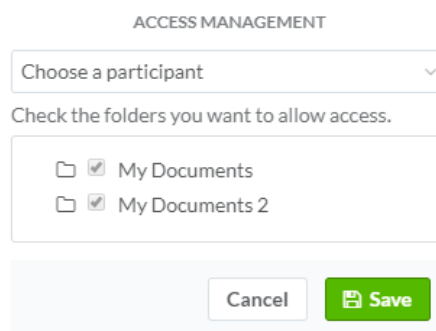 ACCESS MANAGEMENT
Choose a participant
Check the folders you want to allow access.
My Documents
My Documents 2
Cancel Save